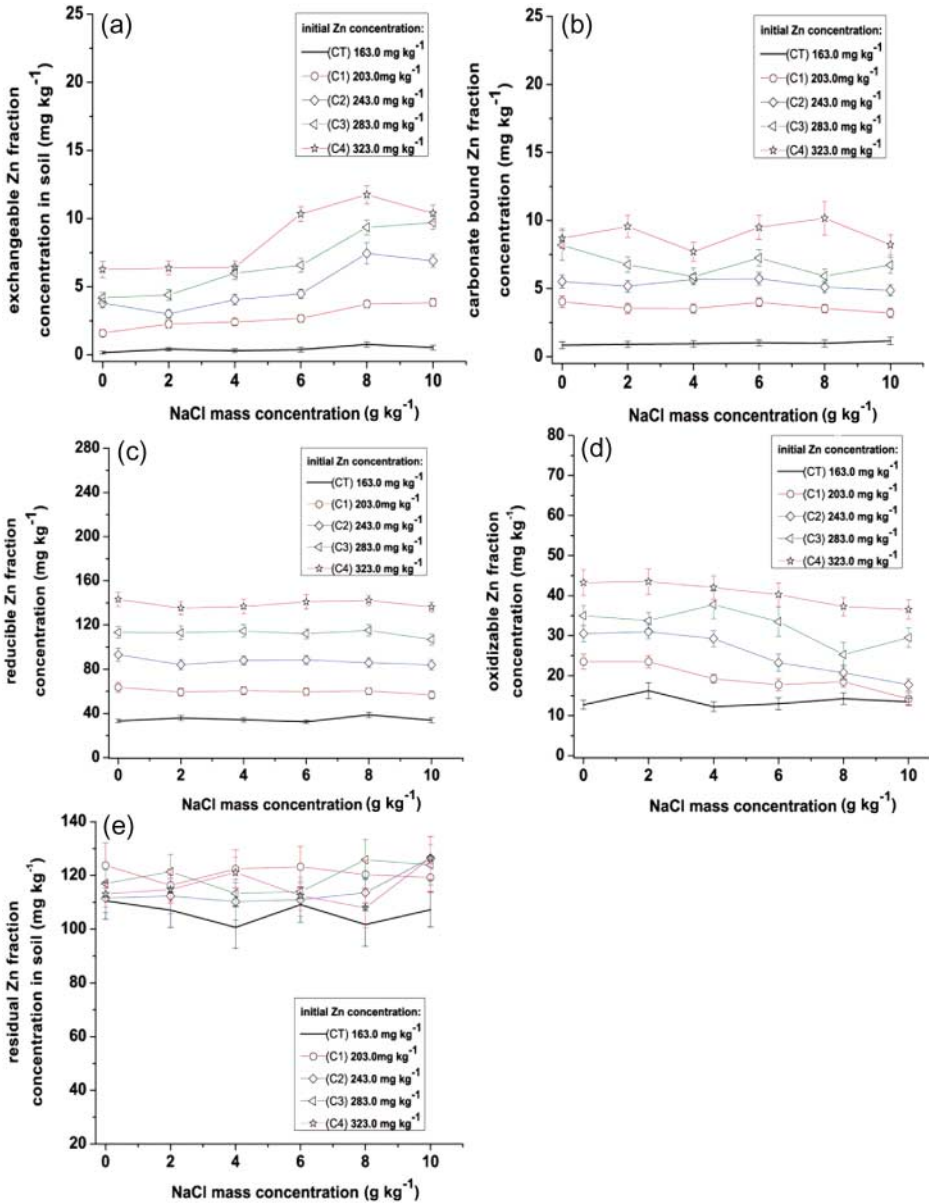 (a)
initial Zn concentration:
(CT) 163.0 mg kg⁻¹
(C1) 203.0mg kg⁻¹
(C2) 243.0 mg kg⁻¹
(C3) 283.0 mg kg⁻¹
(C4) 323.0 mg kg⁻¹
25
20
15
10
5
0
exchangeable Zn fraction
concentration in soil (mg kg⁻¹)
0 2 4 6 8 10
NaCl mass concentration (g kg⁻¹)
(b)
initial Zn concentration:
(CT) 163.0 mg kg⁻¹
(C1) 203.0mg kg⁻¹
(C2) 243.0 mg kg⁻¹
(C3) 283.0 mg kg⁻¹
(C4) 323.0 mg kg⁻¹
25
20
15
10
5
0
carbonate bound Zn fraction
concentration (mg kg⁻¹)
0 2 4 6 8 10
NaCl mass concentration (g kg⁻¹)
(c)
initial Zn concentration:
(CT) 163.0 mg kg⁻¹
(C1) 203.0mg kg⁻¹
(C2) 243.0 mg kg⁻¹
(C3) 283.0 mg kg⁻¹
(C4) 323.0 mg kg⁻¹
280
240
200
160
120
80
40
0
reducible Zn fraction
concentration (mg kg⁻¹)
0 2 4 6 8 10
NaCl mass concentration (g kg⁻¹)
(d)
initial Zn concentration:
(CT) 163.0 mg kg⁻¹
(C1) 203.0 mg kg⁻¹
(C2) 243.0 mg kg⁻¹
(C3) 283.0 mg kg⁻¹
(C4) 323.0 mg kg⁻¹
80
70
60
50
40
30
20
10
0
oxidizable Zn fraction
concentration (mg kg⁻¹)
0 2 4 6 8 10
NaCl mass concentration (g kg⁻¹)
(e)
140
120
100
80
60
40
20
residual Zn fraction
concentration in soil (mg kg⁻¹)
initial Zn concentration:
(CT) 163.0 mg kg⁻¹
(C1) 203.0mg kg⁻¹
(C2) 243.0 mg kg⁻¹
(C3) 283.0 mg kg⁻¹
(C4) 323.0 mg kg⁻¹
0 2 4 6 8 10
NaCl mass concentration (g kg⁻¹)